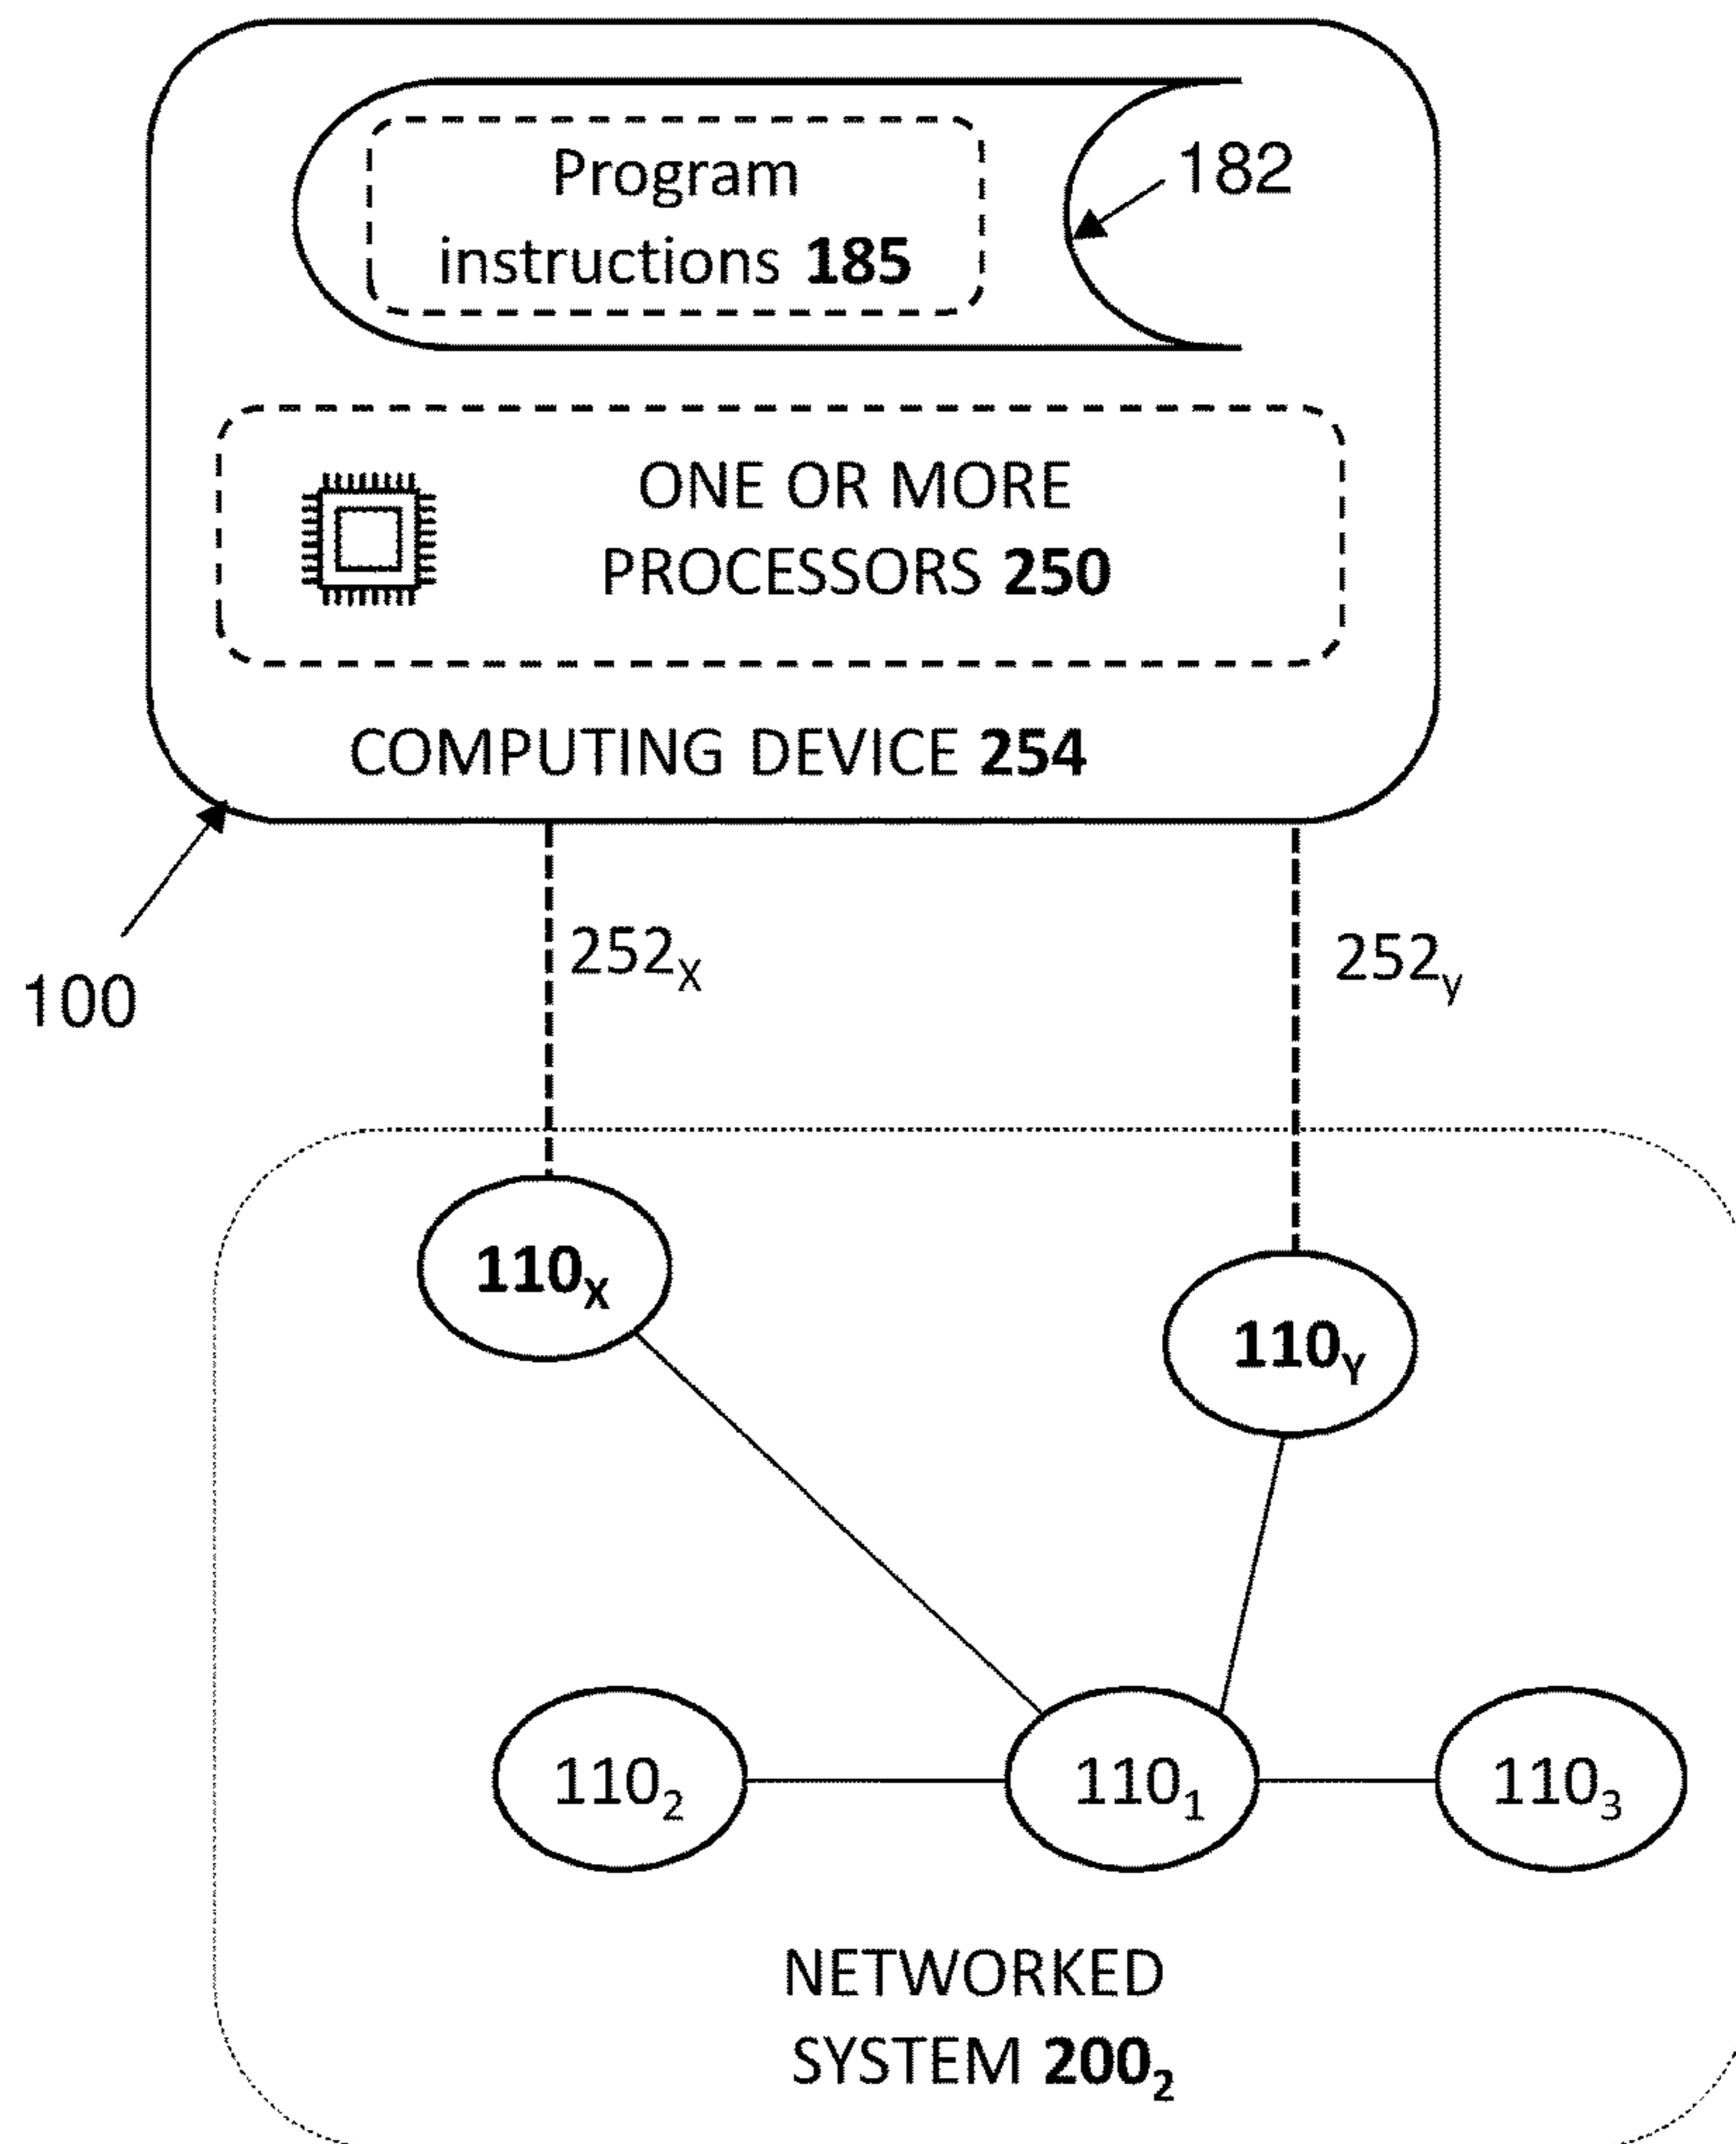 Program
instructions 185
182
ONE OR MORE
PROCESSORS 250
COMPUTING DEVICE 254
100
252X
252y
110X
110Y
1102
1101
1103
NETWORKED
SYSTEM 2002